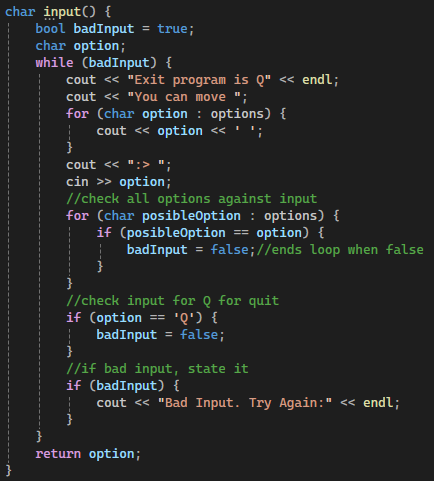 char input() {
    bool badInput = true;
    char option;
    while (badInput) {
        cout << "Exit program is Q" << endl;
        cout << "You can move ";
        for (char option : options) {
            cout << option << ' ';
        }
        cout << ":> ";
        cin >> option;
        //check all options against input
        for (char posibleOption : options) {
            if (posibleOption == option) {
                badInput = false;//ends loop when false
            }
        }
        //check input for Q for quit
        if (option == 'Q') {
            badInput = false;
        }
        //if bad input, state it
        if (badInput) {
            cout << "Bad Input. Try Again:" << endl;
        }
    }
    return option;
}